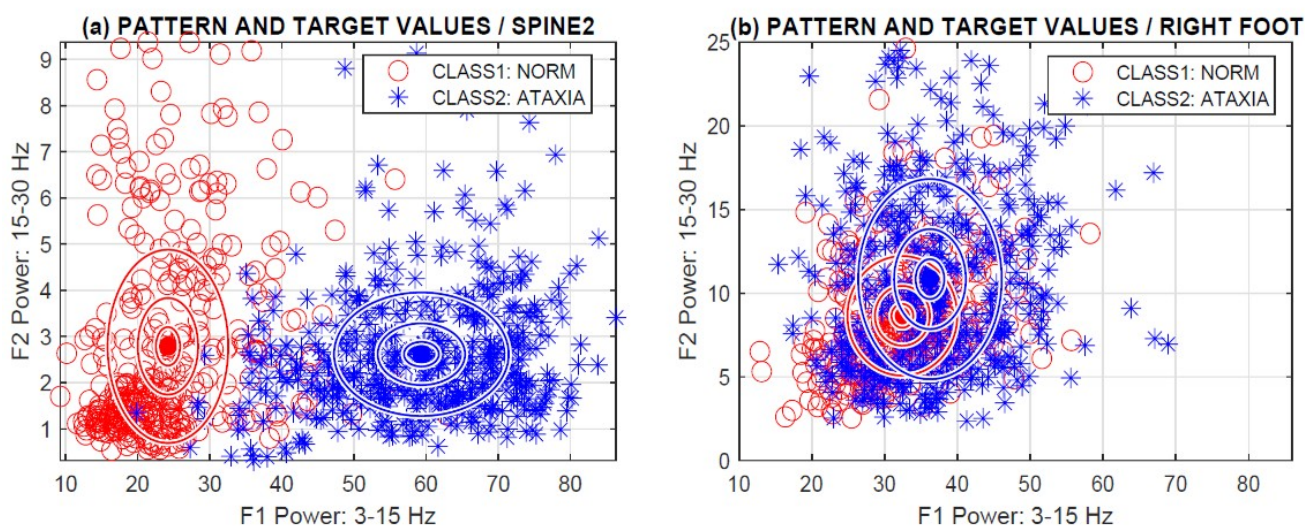 (a) PATTERN AND TARGET VALUES / SPINE2
CLASS1: NORM
CLASS2: ATAXIA
F2 Power: 15-30 Hz
9
8
7
6
5
4
3
2
1
10 20 30 40 50 60 70 80
F1 Power: 3-15 Hz
(b) PATTERN AND TARGET VALUES / RIGHT FOOT
CLASS1: NORM
CLASS2: ATAXIA
F2 Power: 15-30 Hz
25
20
15
10
5
0
10 20 30 40 50 60 70 80
F1 Power: 3-15 Hz